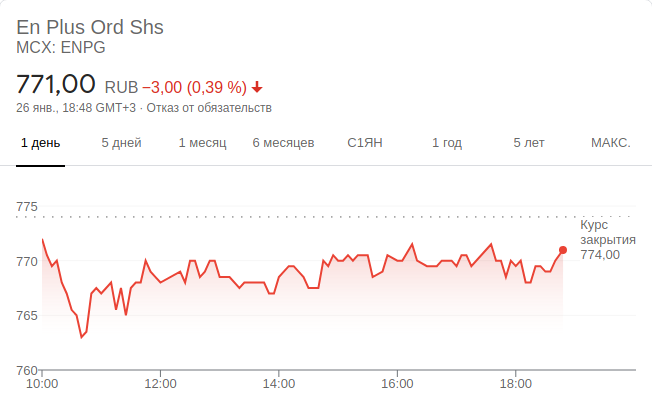 En Plus Ord Shs
MCX: ENPG
771,00 RUB −3,00 (0,39 %)
26 янв., 18:48 GMT+3 · Отказ от обязательств
1 день 5 дней 1 месяц 6 месяцев С1ЯН 1 год 5 лет МАКС.
775
Курс
закрытия
770
774,00
765
760
10:00 12:00 14:00 16:00 18:00